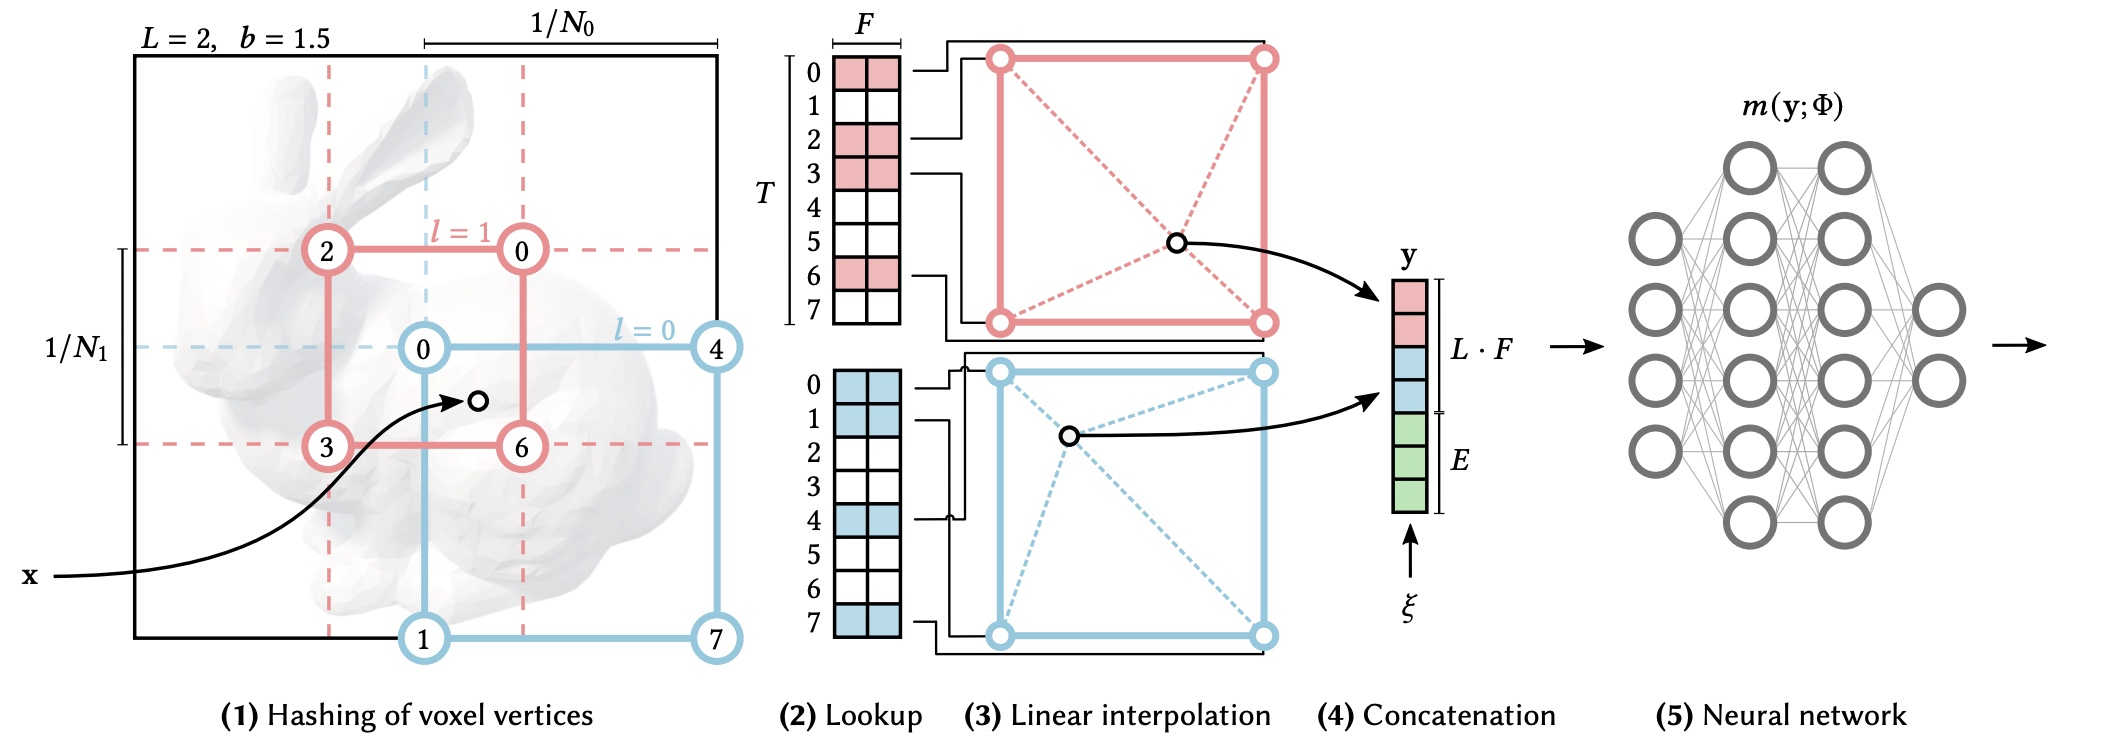 L = 2, b = 1.5
1/N₀
l = 1
2
0
l = 0
0
4
1/N₁
3
6
x
1
7
F
T
0
1
2
3
4
5
6
7
0
1
2
3
4
5
6
7
y
L · F
E
ξ
m(y; Φ)
(1) Hashing of voxel vertices
(2) Lookup
(3) Linear interpolation
(4) Concatenation
(5) Neural network